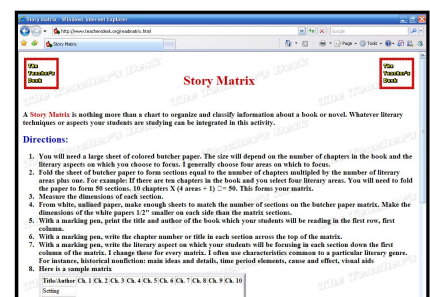 Story Matrix - Windows Internet Explorer
http://www.teachersdesk.org/readmatrix.html
Google
Story Matrix
Page
Tools
The Teacher's Desk
Story Matrix
The Teacher's Desk
A Story Matrix is nothing more than a chart to organize and classify information about a book or novel. Whatever literary
techniques or aspects your students are studying can be integrated in this activity.
Directions:
1. You will need a large sheet of colored butcher paper. The size will depend on the number of chapters in the book and the
literary aspects on which you choose to focus. I generally choose four areas on which to focus.
2. Fold the sheet of butcher paper to form sections equal to the number of chapters multiplied by the number of literary
areas plus one. For example: If there are ten chapters in the book and you select four literary areas. You will need to fold
the paper to form 50 sections. 10 chapters X (4 areas + 1) = 50. This forms your matrix.
3. Measure the dimensions of each section.
4. From white, unlined paper, make enough sheets to match the number of sections on the butcher paper matrix. Make the
dimensions of the white papers 1/2" smaller on each side than the matrix sections.
5. With a marking pen, print the title and author of the book which your students will be reading in the first row, first
column.
6. With a marking pen, write the chapter number or title in each section across the top of the matrix.
7. With a marking pen, write the literary aspect on which your students will be focusing in each section down the first
column of the matrix. I change these for every matrix. I often use characteristics common to a particular literary genre.
For instance, historical nonfiction: main ideas and details, time period elements, cause and effect, visual aids
8. Here is a sample matrix
Title/Author Ch. 1 Ch. 2 Ch. 3 Ch. 4 Ch. 5 Ch. 6 Ch. 7 Ch. 8 Ch. 9 Ch. 10
Setting